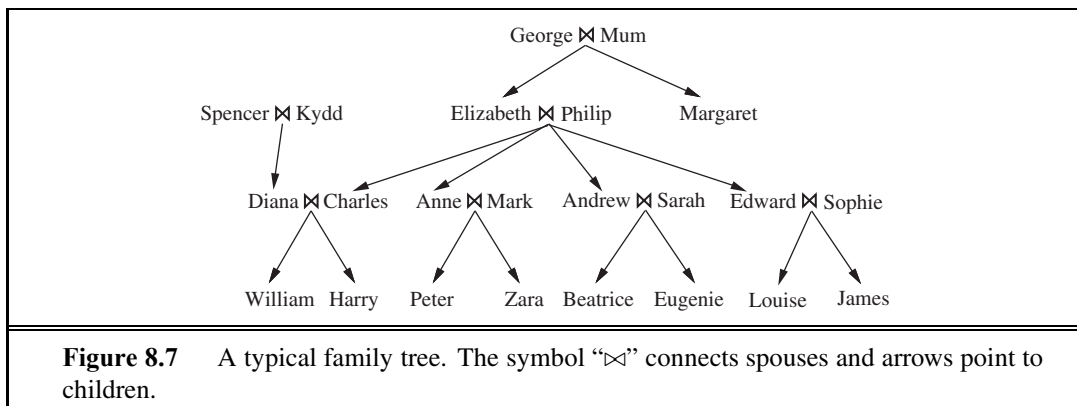 George ⋈ Mum
Spencer ⋈ Kydd Elizabeth ⋈ Philip Margaret
Diana ⋈ Charles Anne ⋈ Mark Andrew ⋈ Sarah Edward ⋈ Sophie
William Harry Peter Zara Beatrice Eugenie Louise James
Figure 8.7 A typical family tree. The symbol “⋈” connects spouses and arrows point to
children.